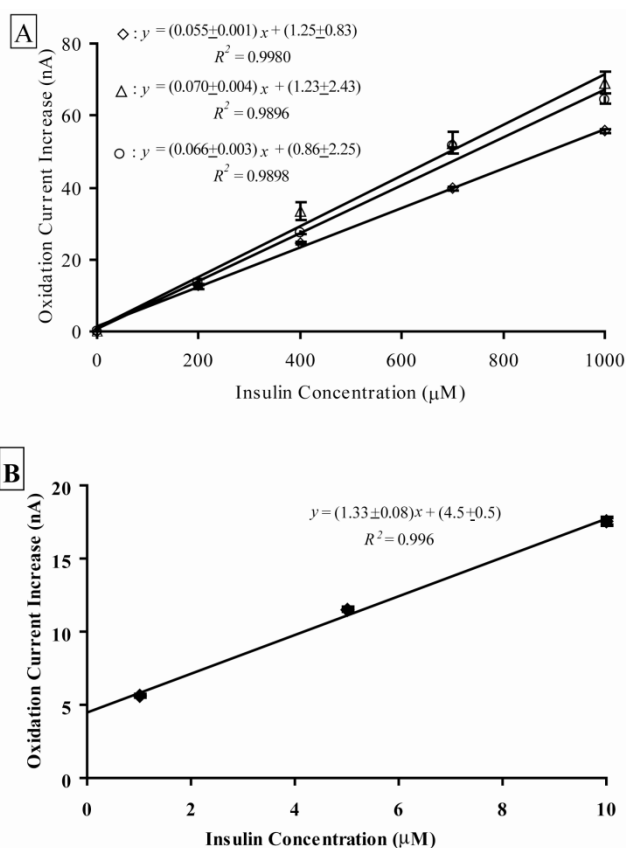 A
◇ : y = (0.055±0.001) x + (1.25±0.83)
R² = 0.9980
△ : y = (0.070±0.004) x + (1.23±2.43)
R² = 0.9896
○ : y = (0.066±0.003) x + (0.86±2.25)
R² = 0.9898
Oxidation Current Increase (nA)
80
60
40
20
0
0 200 400 600 800 1000
Insulin Concentration (μM)
B
y = (1.33±0.08)x + (4.5±0.5)
R² = 0.996
Oxidation Current Increase (nA)
20
15
10
5
0
0 2 4 6 8 10
Insulin Concentration (μM)